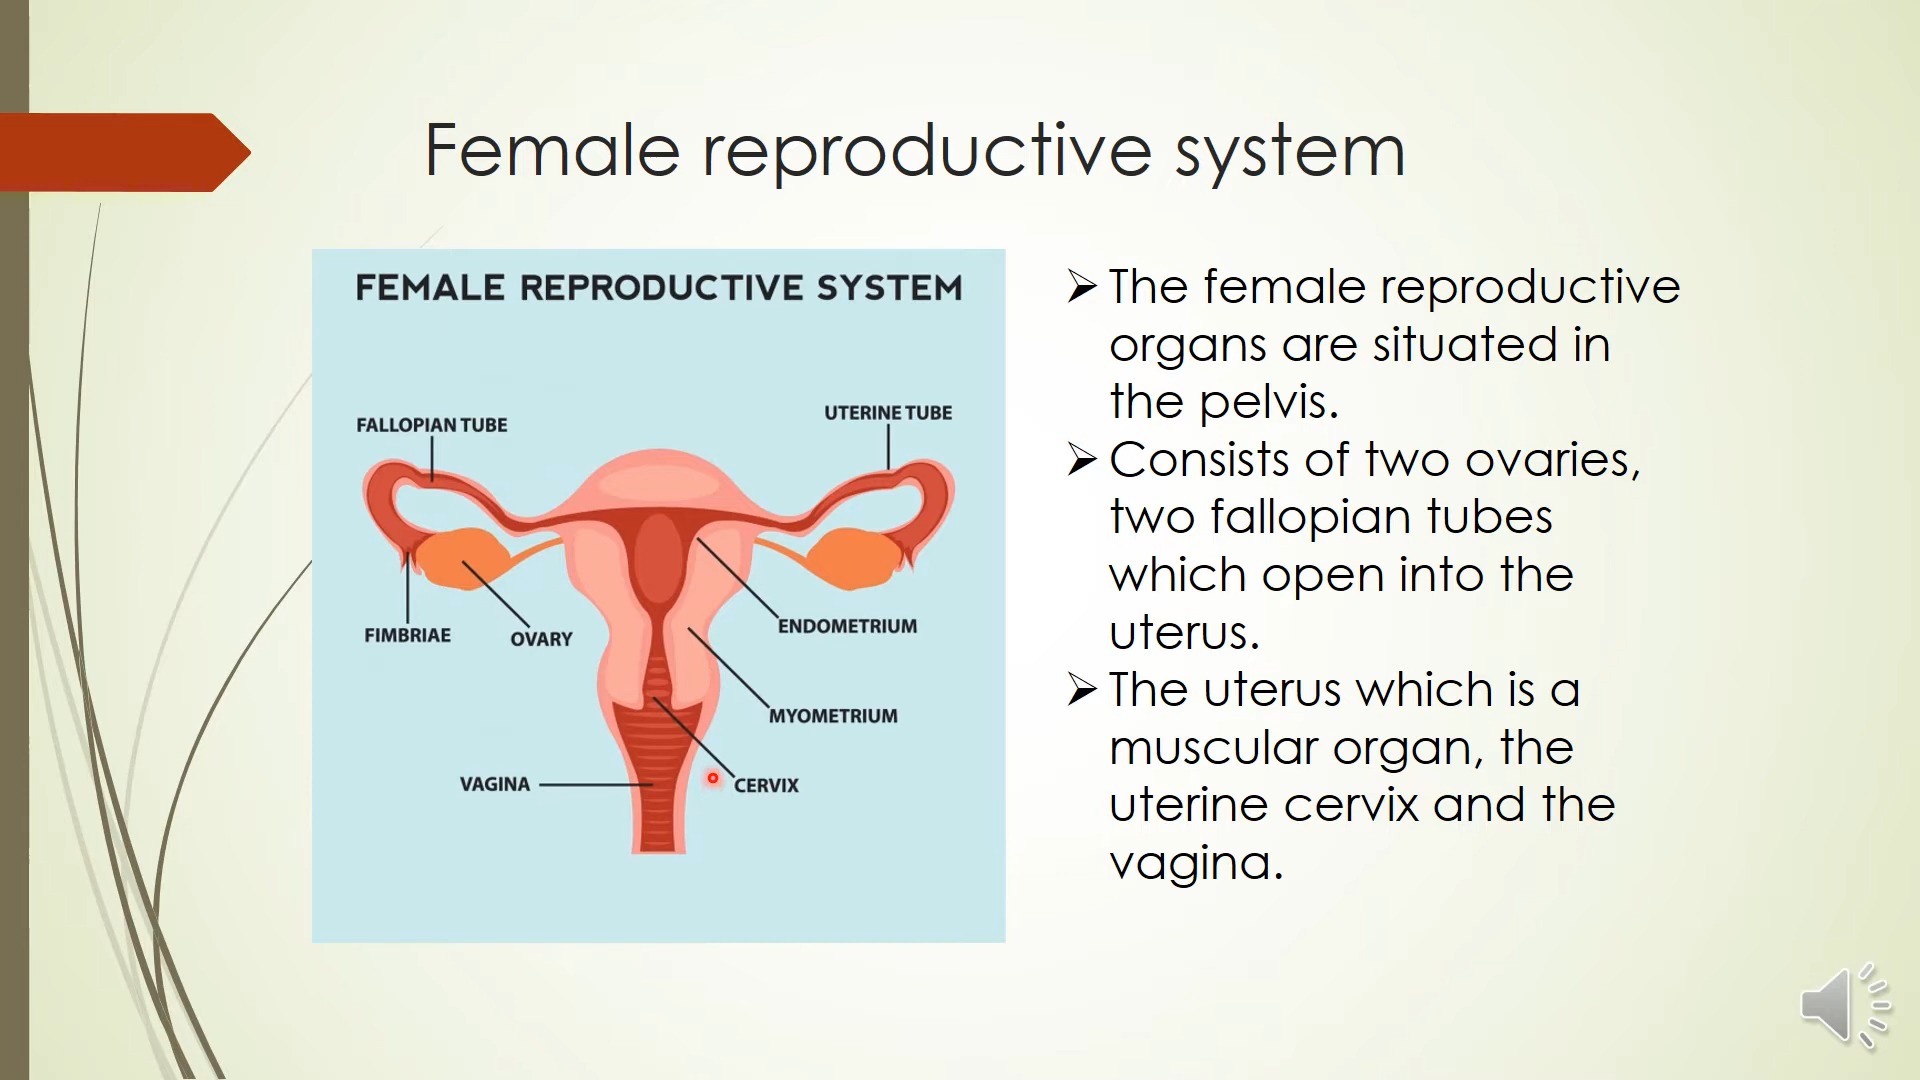 Female reproductive system
FEMALE REPRODUCTIVE SYSTEM
FALLOPIAN TUBE
UTERINE TUBE
FIMBRIAE
OVARY
ENDOMETRIUM
MYOMETRIUM
VAGINA
CERVIX
The female reproductive
organs are situated in
the pelvis.
Consists of two ovaries,
two fallopian tubes
which open into the
uterus.
The uterus which is a
muscular organ, the
uterine cervix and the
vagina.